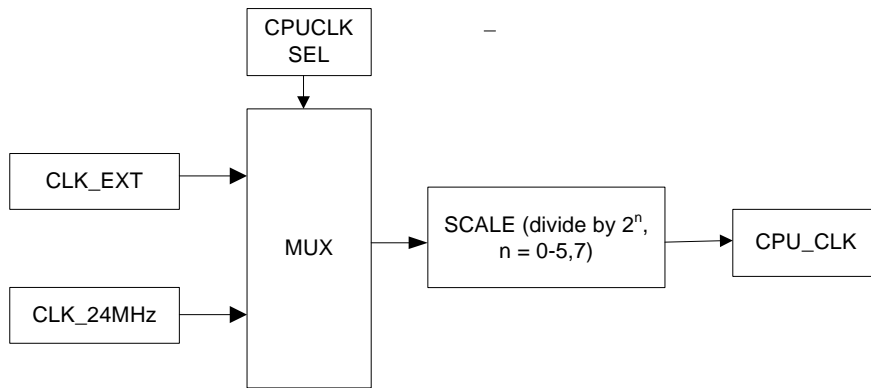 CPUCLK
SEL
CLK_EXT
MUX
SCALE (divide by 2ⁿ,
n = 0-5,7)
CPU_CLK
CLK_24MHz